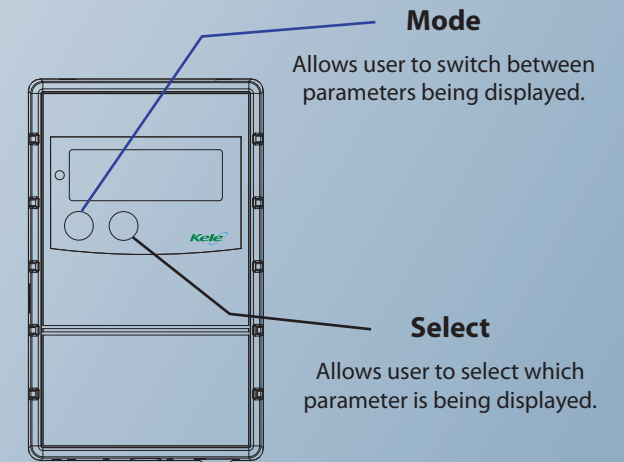 Mode
Allows user to switch between
parameters being displayed.
Kele
Select
Allows user to select which
parameter is being displayed.